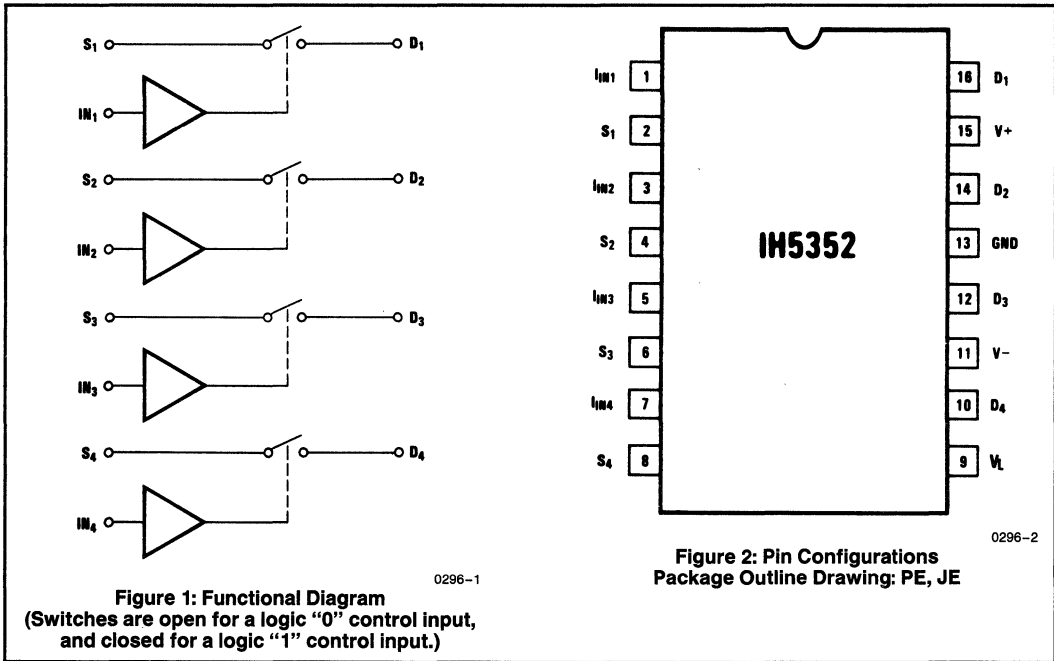 S1 D1
IN1
S2 D2
IN2
S3 D3
IN3
S4 D4
IN4
0296–1
Figure 1: Functional Diagram
(Switches are open for a logic “0” control input,
and closed for a logic “1” control input.)
IIN1 1 16 D1
S1 2 15 V+
IIN2 3 14 D2
S2 4 13 GND
IH5352
IIN3 5 12 D3
S3 6 11 V−
IIN4 7 10 D4
S4 8 9 VL
0296–2
Figure 2: Pin Configurations
Package Outline Drawing: PE, JE